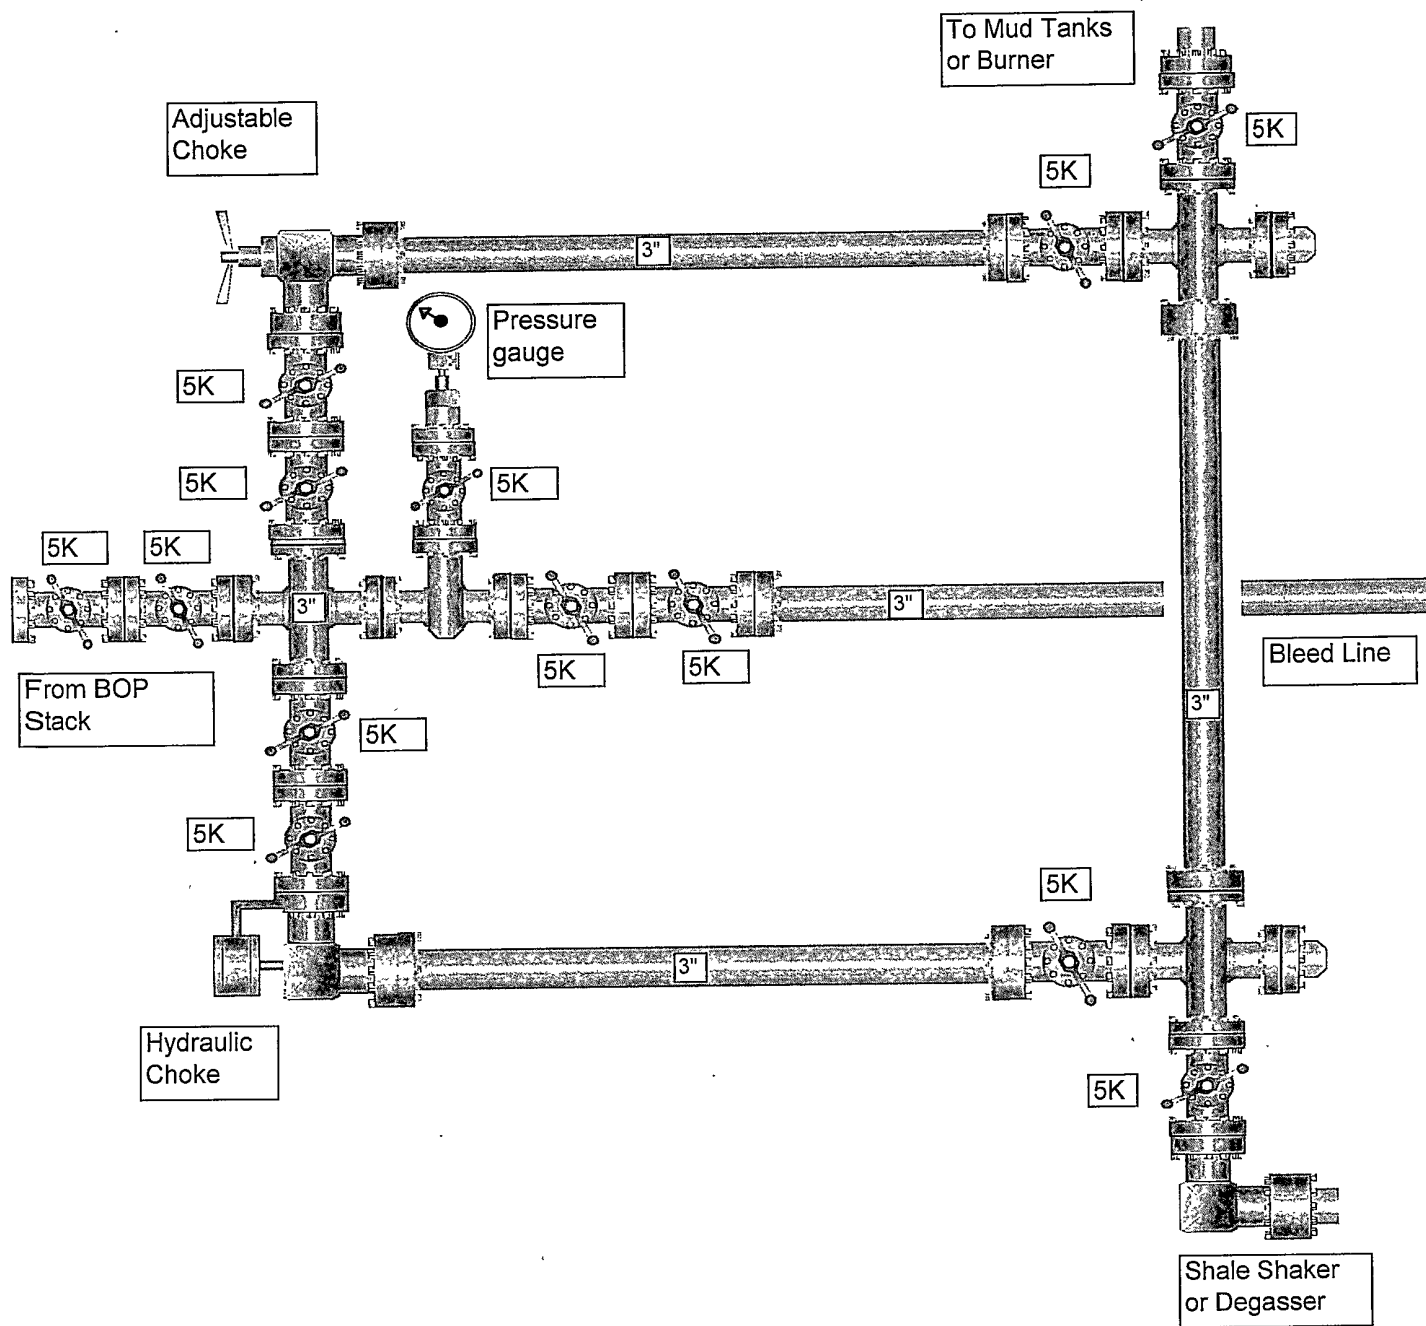 To Mud Tanks
or Burner
5K
Adjustable
Choke
5K
3"
Pressure
gauge
5K
5K
5K
5K
5K
3"
3"
5K
5K
Bleed Line
From BOP
Stack
3"
5K
5K
5K
3"
Hydraulic
Choke
5K
Shale Shaker
or Degasser